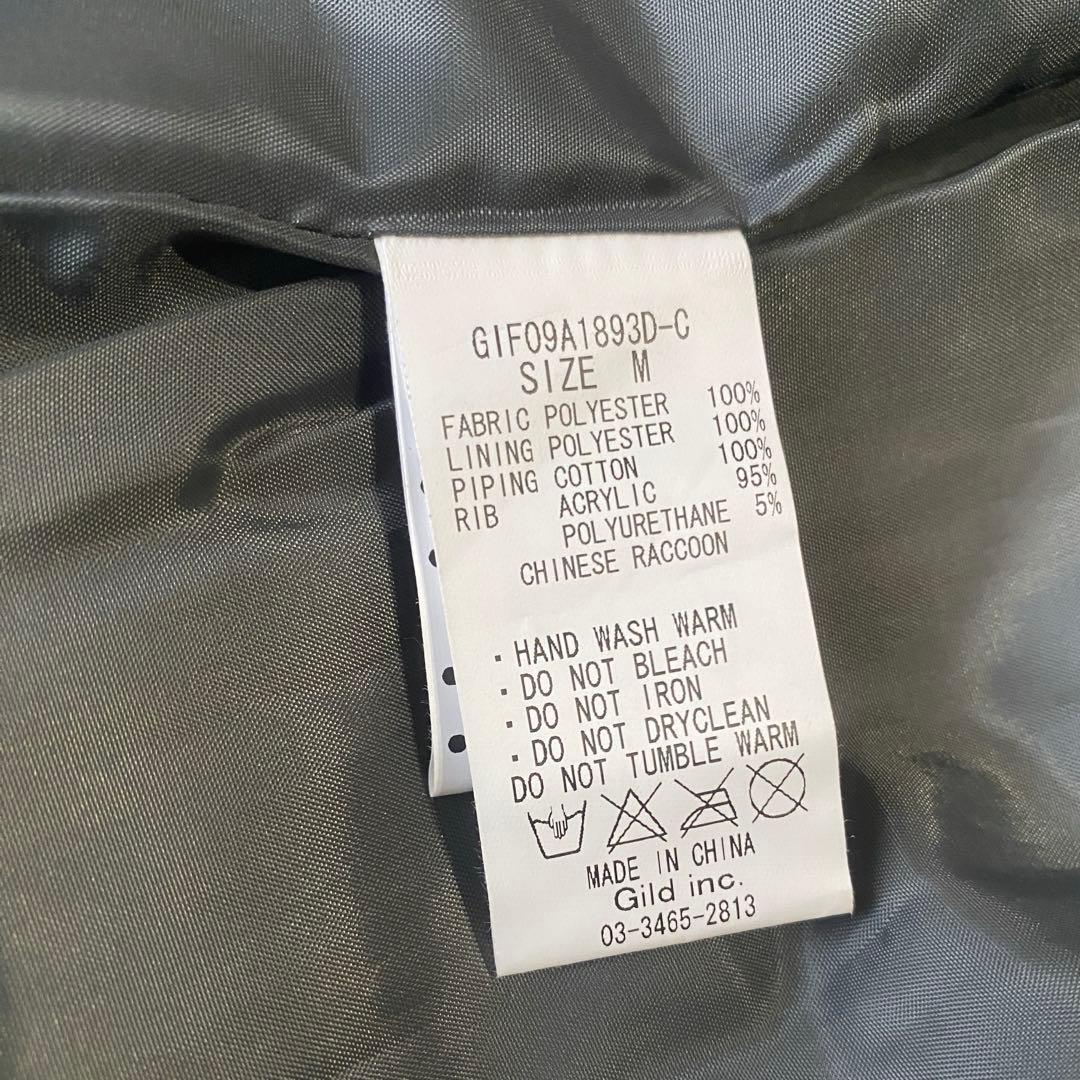 GIF09A1893D-C
SIZE M
FABRIC POLYESTER 100%
LINING POLYESTER 100%
PIPING COTTON 100%
RIB ACRYLIC 95%
POLYURETHANE 5%
CHINESE RACCOON
・HAND WASH WARM
・DO NOT BLEACH
・DO NOT IRON
・DO NOT DRYCLEAN
DO NOT TUMBLE WARM
MADE IN CHINA
Gild inc.
03-3465-2813